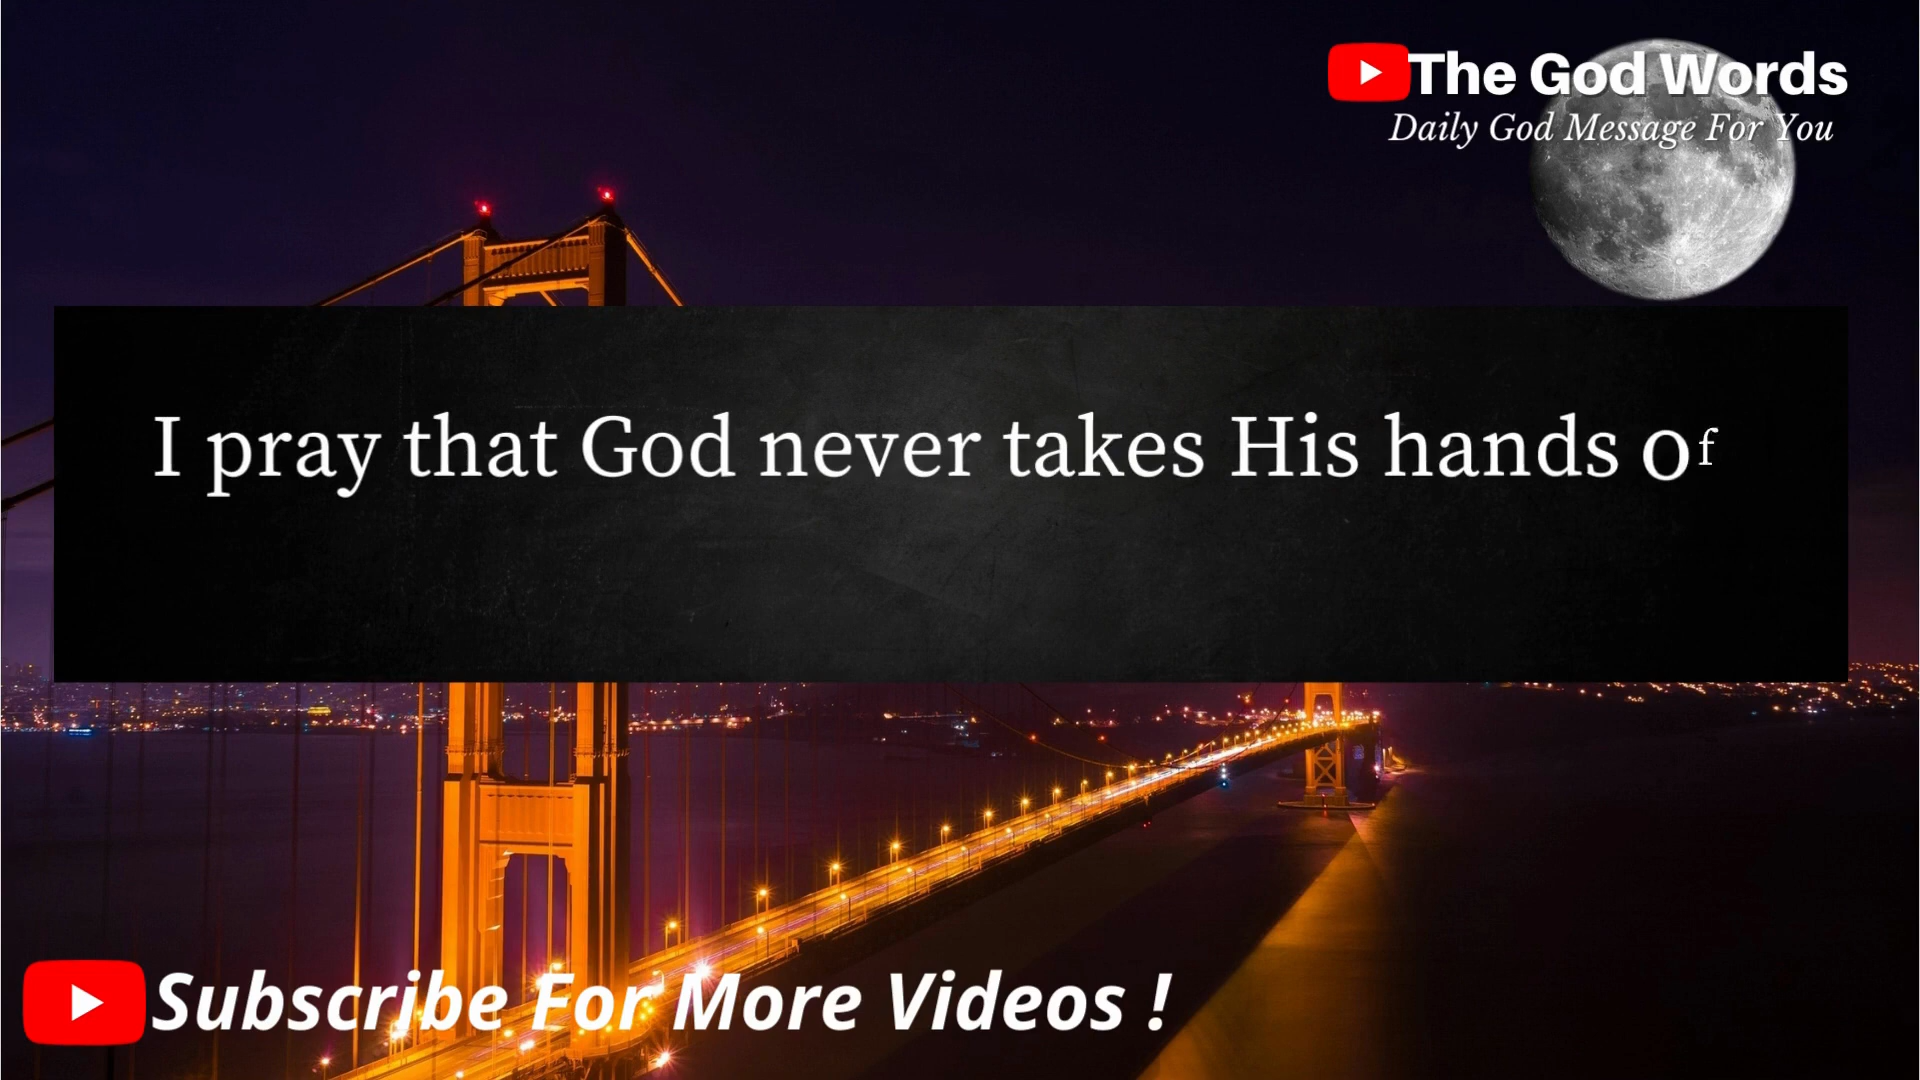 The God Words
Daily God Message For You
I pray that God never takes His hands of
Subscribe For More Videos !